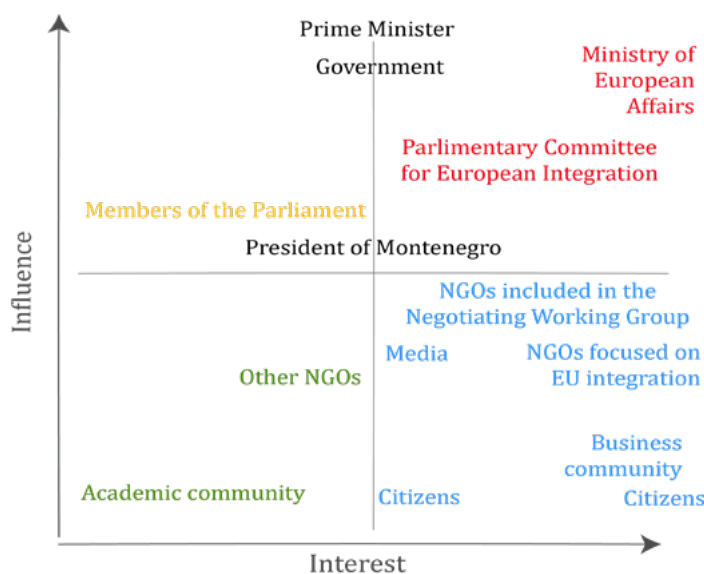 Prime Minister
Government
Ministry of
European
Affairs
Parlimentary Committee
for European Integration
Members of the Parliament
President of Montenegro
NGOs included in the
Negotiating Working Group
Media
NGOs focused on
EU integration
Other NGOs
Business
community
Academic community
Citizens
Citizens
Influence
Interest